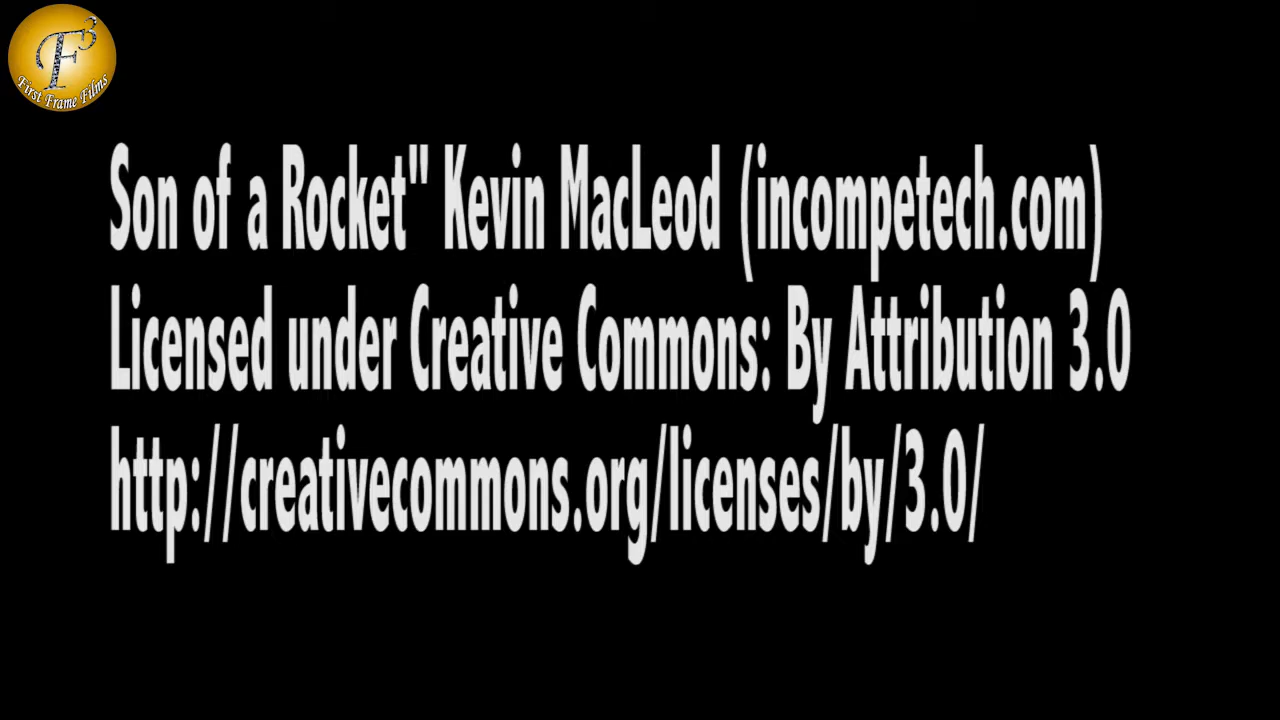 F3
First Frame Films
Son of a Rocket" Kevin MacLeod (incompetech.com)
Licensed under Creative Commons: By Attribution 3.0
http://creativecommons.org/licenses/by/3.0/